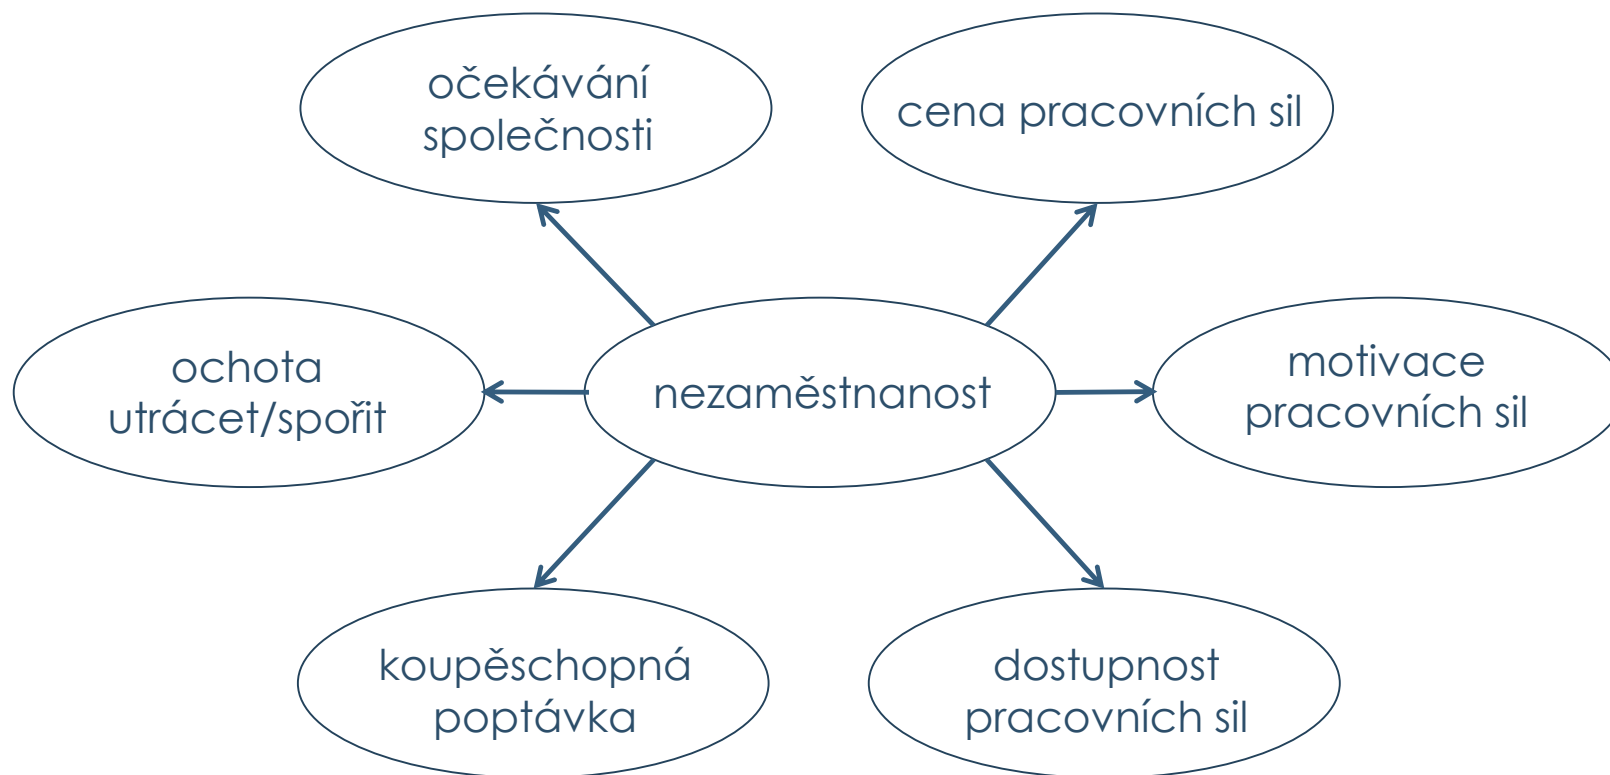 očekávání
společnosti
cena pracovních sil
ochota
utrácet/spořit
nezaměstnanost
motivace
pracovních sil
koupěschopná
poptávka
dostupnost
pracovních sil